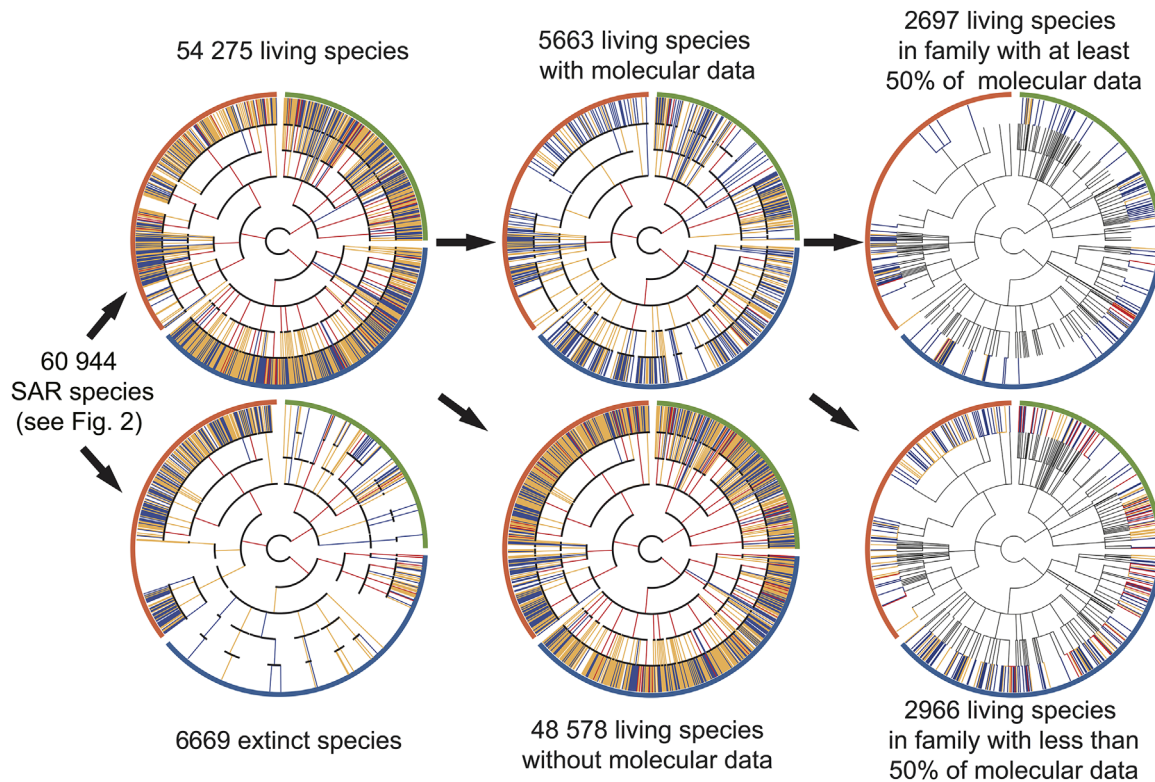 54 275 living species
5663 living species
with molecular data
2697 living species
in family with at least
50% of molecular data
60 944
SAR species
(see Fig. 2)
6669 extinct species
48 578 living species
without molecular data
2966 living species
in family with less than
50% of molecular data